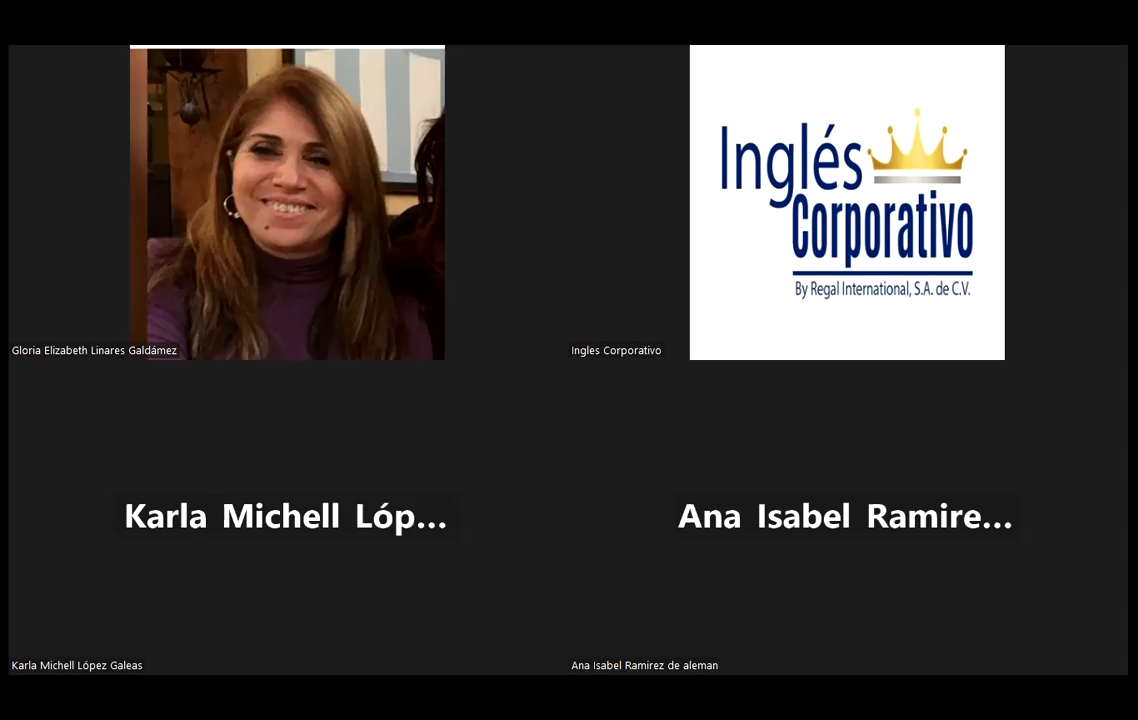 Gloria Elizabeth Linares Galdámez
Inglés
Corporativo
By Regal International, S.A. de C.V.
Ingles Corporativo
Karla Michell Lóp...
Ana Isabel Ramire...
Karla Michell López Galeas
Ana Isabel Ramirez de aleman